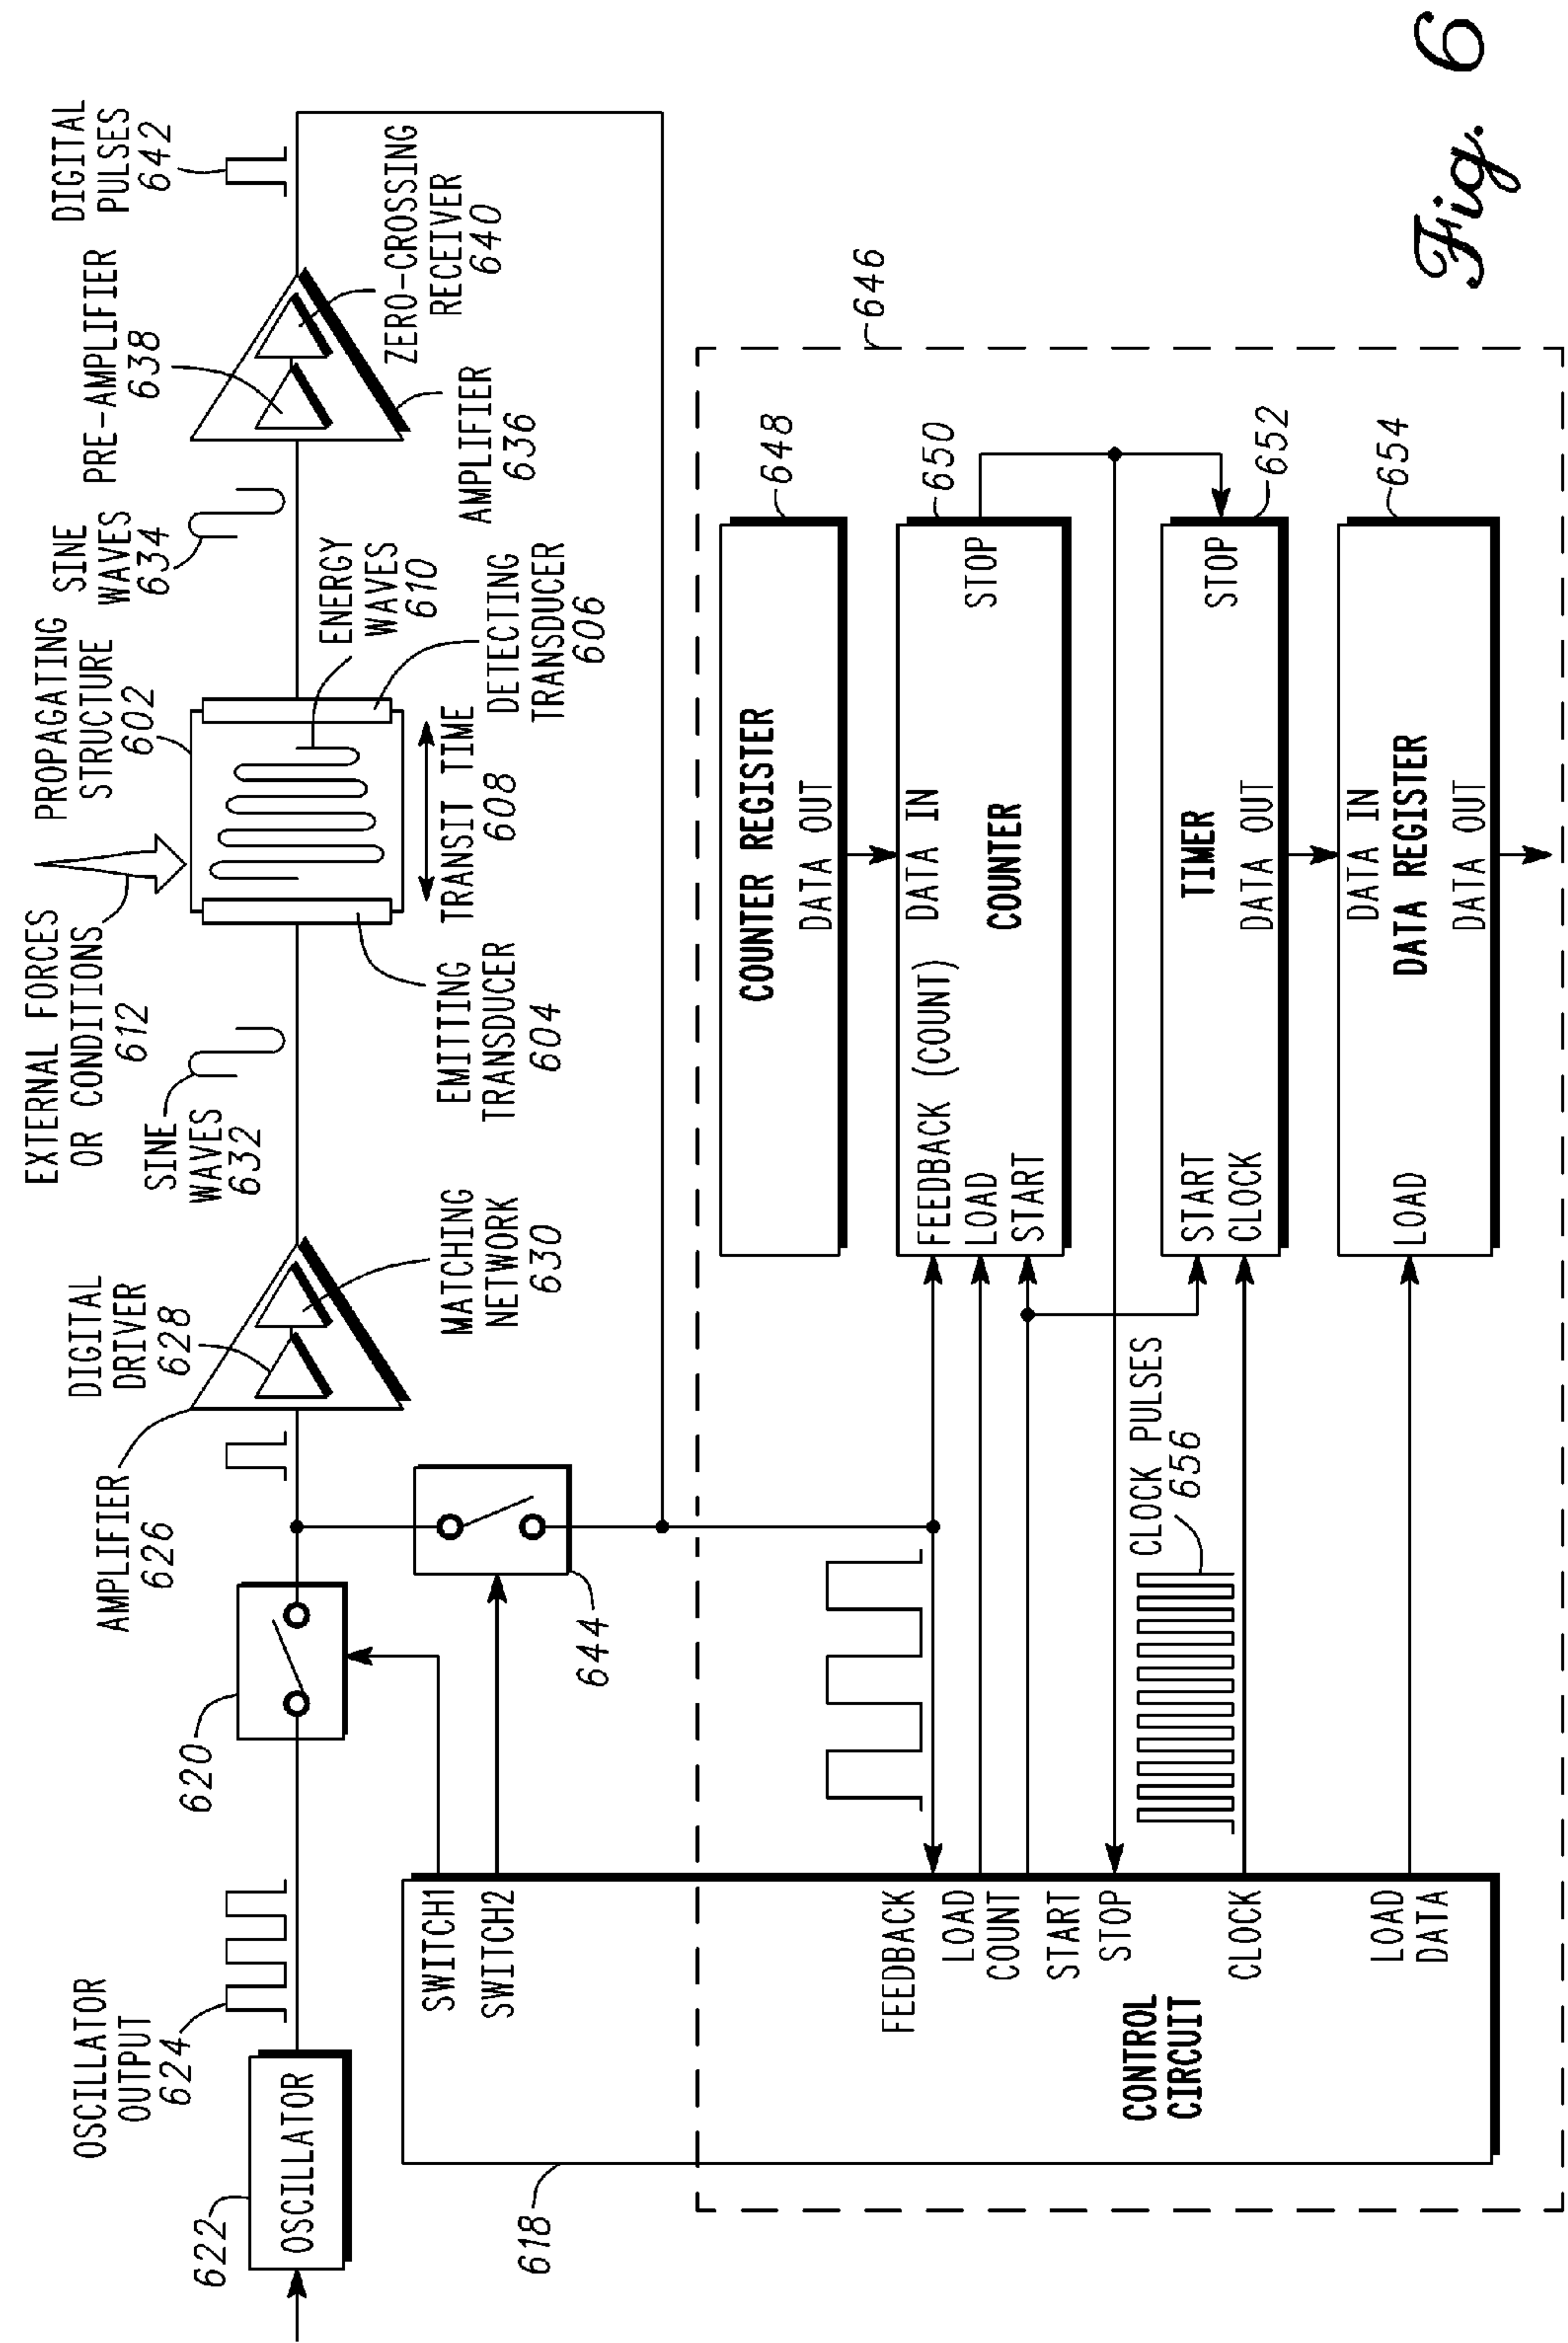 OSCILLATOR
OUTPUT
624
622
OSCILLATOR
620
AMPLIFIER
626
DIGITAL
DRIVER
628
MATCHING
NETWORK
630
EXTERNAL FORCES
OR CONDITIONS
612
SINE
WAVES
632
EMITTING
TRANSDUCER
604
PROPAGATING
STRUCTURE
602
TRANSIT TIME
608
ENERGY
WAVES
610
DETECTING
TRANSDUCER
606
SINE
WAVES
634
PRE-AMPLIFIER
638
AMPLIFIER
636
ZERO-CROSSING
RECEIVER
640
DIGITAL
PULSES
642
644
618
SWITCH1
SWITCH2
FEEDBACK
LOAD
COUNT
START
STOP
CLOCK
LOAD
DATA
CONTROL
CIRCUIT
CLOCK PULSES
656
646
COUNTER REGISTER
DATA OUT
648
FEEDBACK (COUNT)
LOAD
START
DATA IN
COUNTER
STOP
650
START
CLOCK
TIMER
DATA OUT
STOP
652
LOAD
DATA IN
DATA REGISTER
DATA OUT
654
Fig. 6